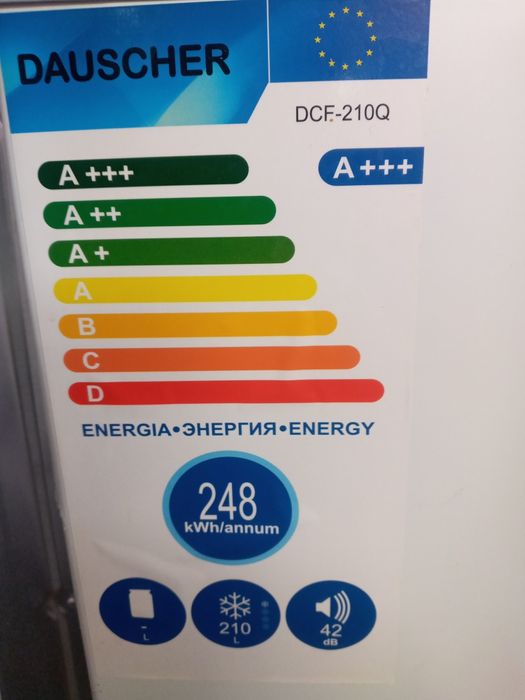 DAUSCHER
DCF-210Q
A +++
A +++
A ++
A +
A
B
C
D
ENERGIA•ЭНЕРГИЯ•ENERGY
248
kWh/annum
-
L
210
L
42
dB